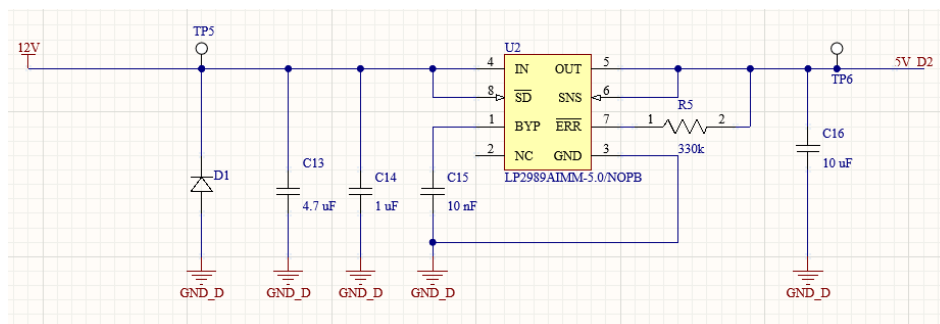 TP5
12V
U2
4 IN OUT 5
5V_D2
TP6
8 SD SNS 6
R5
1 BYP ERR 7
1 2
330k
2 NC GND 3
LP2989AIMM-5.0/NOPB
D1
C13
4.7 uF
C14
1 uF
C15
10 nF
C16
10 uF
GND_D
GND_D
GND_D
GND_D
GND_D